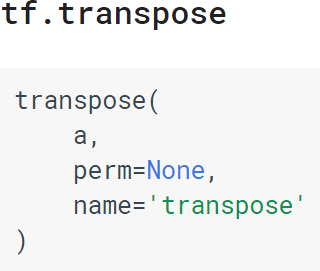 tf.transpose
transpose(
    a,
    perm=None,
    name='transpose'
)